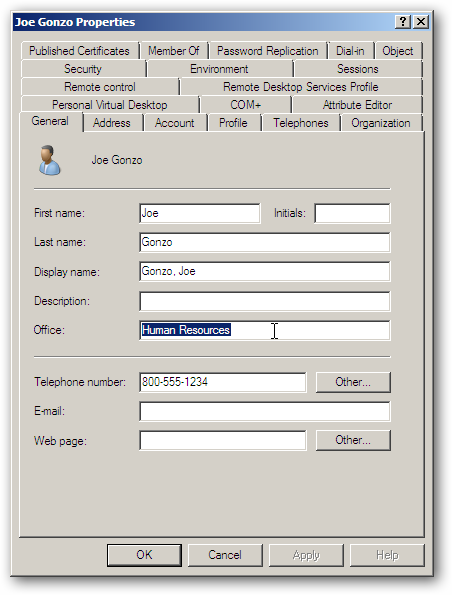 Joe Gonzo Properties
Published Certificates Member Of Password Replication Dial-in Object
Security Environment Sessions
Remote control Remote Desktop Services Profile
Personal Virtual Desktop COM+ Attribute Editor
General Address Account Profile Telephones Organization
Joe Gonzo
First name: Joe Initials:
Last name: Gonzo
Display name: Gonzo, Joe
Description:
Office: Human Resources
Telephone number: 800-555-1234 Other...
E-mail:
Web page: Other...
OK Cancel Apply Help